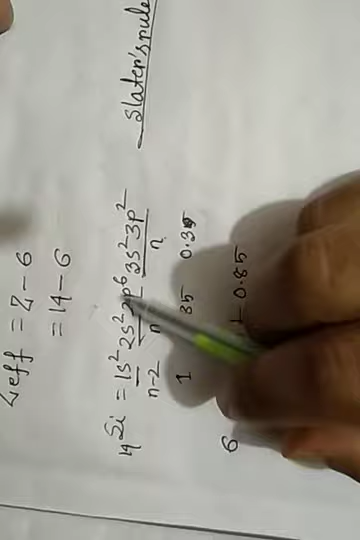 Slater's rule
Zeff = Z - 6
= 14 - 6
14Si = 1s² 2s² 2p⁶ 3s² 3p²
n-2 n
1 35 0.35
6 0.85